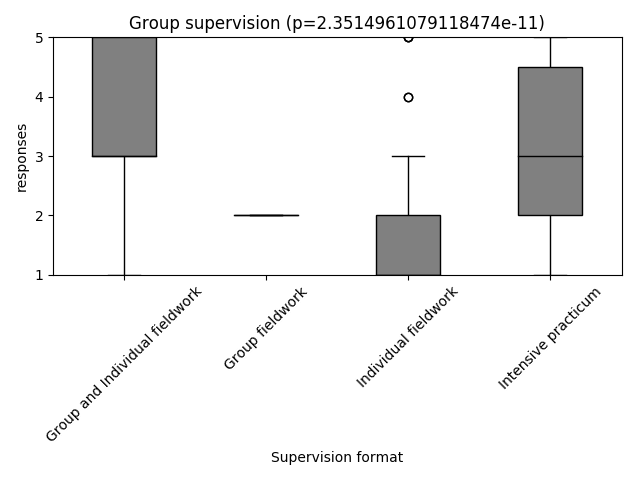 Group supervision (p=2.3514961079118474e-11)
5
4
3
2
1
responses
Group and Individual fieldwork
Group fieldwork
Individual fieldwork
Intensive practicum
Supervision format